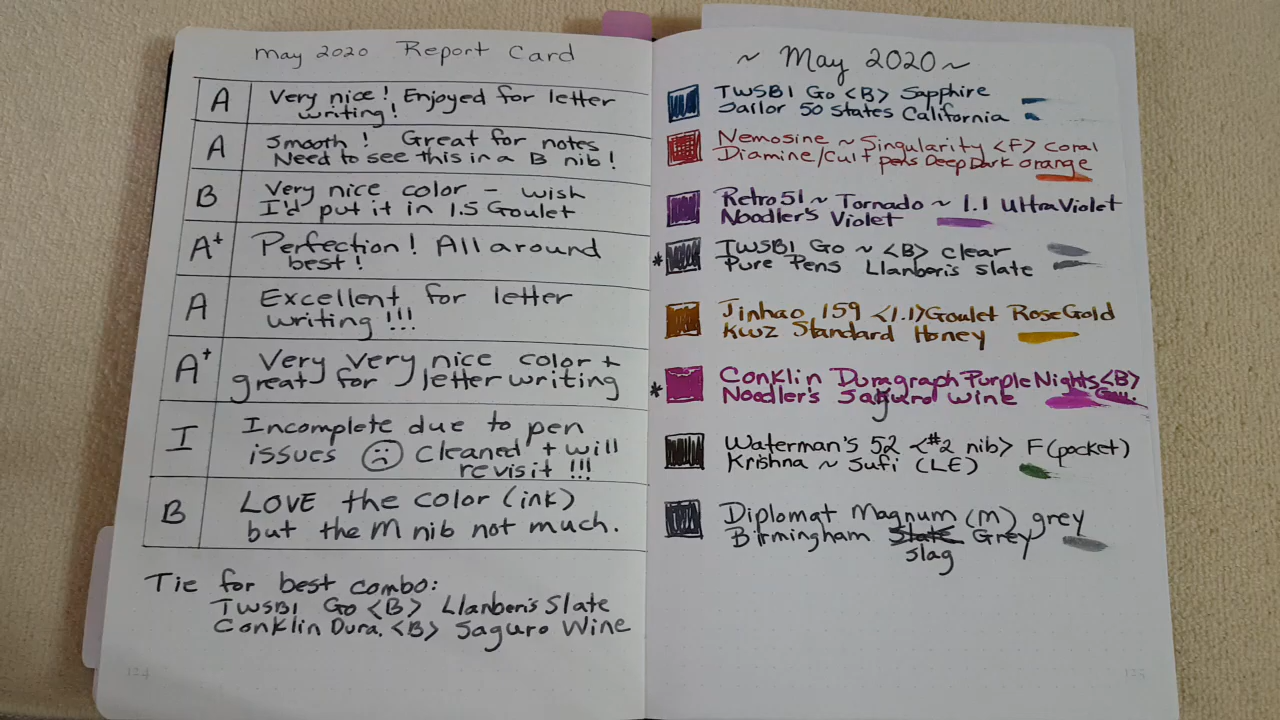 May 2020 Report Card
A Very nice! Enjoyed for letter
writing!
A Smooth! Great for notes
Need to see this in a B nib!
B Very nice color - wish
I'd put it in 1.5 Goulet
A+ Perfection! All around
best!
A Excellent for letter
writing!!!
A+ Very very nice color +
great for letter writing
I Incomplete due to pen
issues ☹ Cleaned + will
revisit!!!
B LOVE the color (ink)
but the M nib not much.
Tie for best combo:
TWSBI Go <B> Llanberis Slate
Conklin Dura. <B> Saguro Wine
124
~ May 2020 ~
TWSBI Go <B> Sapphire
Sailor 50 States California
Nemosine ~ Singularity <F> Coral
Diamine/Cult pens Deep Dark orange
Retro51 ~ Tornado ~ 1.1 UltraViolet
Noodler's Violet
* TWSBI Go ~ <B> clear
Pure Pens Llanberis slate
Jinhao 159 <1.1> Goulet Rose Gold
KWZ Standard Honey
* Conklin Duragraph Purple Nights <B>
Noodler's Saguro Wine
Waterman's 52 <#2 nib> F (pocket)
Krishna ~ Sufi (LE)
Diplomat Magnum (M) grey
Birmingham State Grey
slag
125